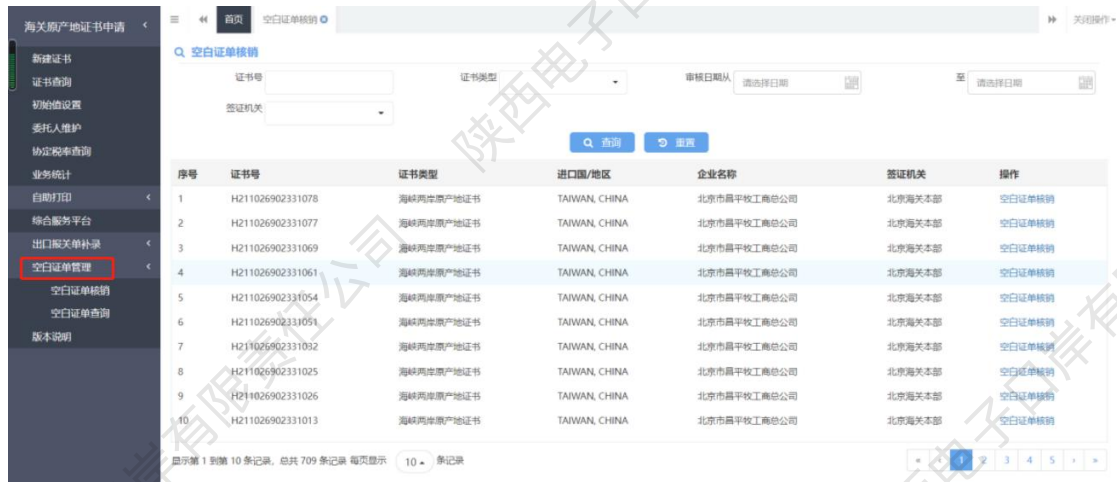 海关原产地证书申请
首页 空白证单核销 关闭操作
新建证书
证书查询
初始值设置
委托人维护
协定税率查询
业务统计
自助打印
综合服务平台
出口报关单补录
空白证单管理
空白证单核销
空白证单查询
版本说明
空白证单核销
证书号 证书类型 审核日期从 请选择日期 至 请选择日期
签证机关
查询 重置
序号 证书号 证书类型 进口国/地区 企业名称 签证机关 操作
1 H211026902331078 海峡两岸原产地证书 TAIWAN, CHINA 北京市昌平牧工商总公司 北京海关本部 空白证单核销
2 H211026902331077 海峡两岸原产地证书 TAIWAN, CHINA 北京市昌平牧工商总公司 北京海关本部 空白证单核销
3 H211026902331069 海峡两岸原产地证书 TAIWAN, CHINA 北京市昌平牧工商总公司 北京海关本部 空白证单核销
4 H211026902331061 海峡两岸原产地证书 TAIWAN, CHINA 北京市昌平牧工商总公司 北京海关本部 空白证单核销
5 H211026902331054 海峡两岸原产地证书 TAIWAN, CHINA 北京市昌平牧工商总公司 北京海关本部 空白证单核销
6 H211026902331051 海峡两岸原产地证书 TAIWAN, CHINA 北京市昌平牧工商总公司 北京海关本部 空白证单核销
7 H211026902331032 海峡两岸原产地证书 TAIWAN, CHINA 北京市昌平牧工商总公司 北京海关本部 空白证单核销
8 H211026902331025 海峡两岸原产地证书 TAIWAN, CHINA 北京市昌平牧工商总公司 北京海关本部 空白证单核销
9 H211026902331026 海峡两岸原产地证书 TAIWAN, CHINA 北京市昌平牧工商总公司 北京海关本部 空白证单核销
10 H211026902331013 海峡两岸原产地证书 TAIWAN, CHINA 北京市昌平牧工商总公司 北京海关本部 空白证单核销
显示第 1 到第 10 条记录，总共 709 条记录 每页显示 10 条记录 « ‹ 1 2 3 4 5 › »
陕西电
岸有限责任公司
西电子口岸有